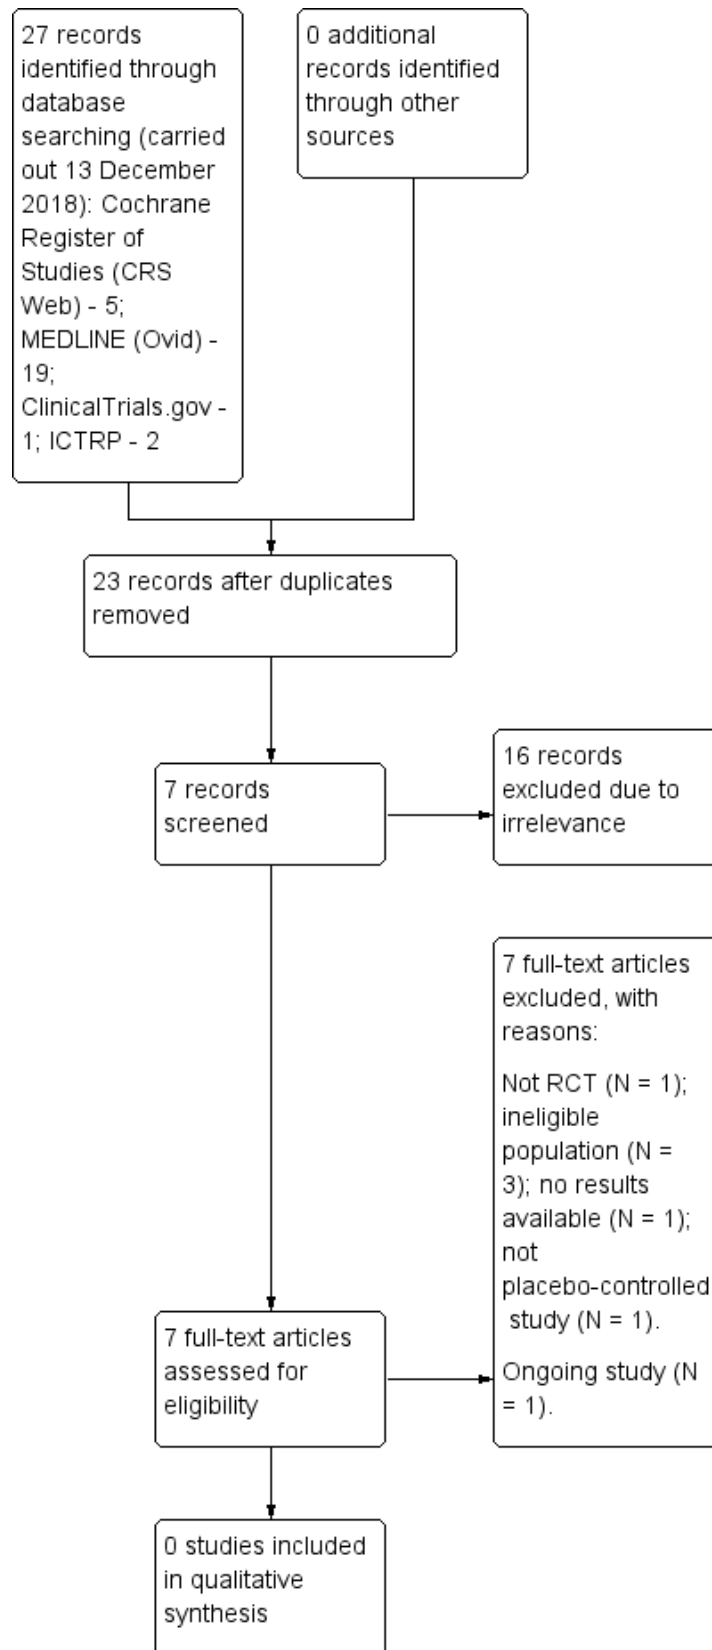 27 records
identified through
database
searching (carried
out 13 December
2018): Cochrane
Register of
Studies (CRS
Web) - 5;
MEDLINE (Ovid) -
19;
ClinicalTrials.gov -
1; ICTRP - 2
0 additional
records identified
through other
sources
23 records after duplicates
removed
7 records
screened
16 records
excluded due to
irrelevance
7 full-text articles
excluded, with
reasons:
Not RCT (N = 1);
ineligible
population (N =
3); no results
available (N = 1);
not
placebo-controlled
study (N = 1).
Ongoing study (N
= 1).
7 full-text articles
assessed for
eligibility
0 studies included
in qualitative
synthesis